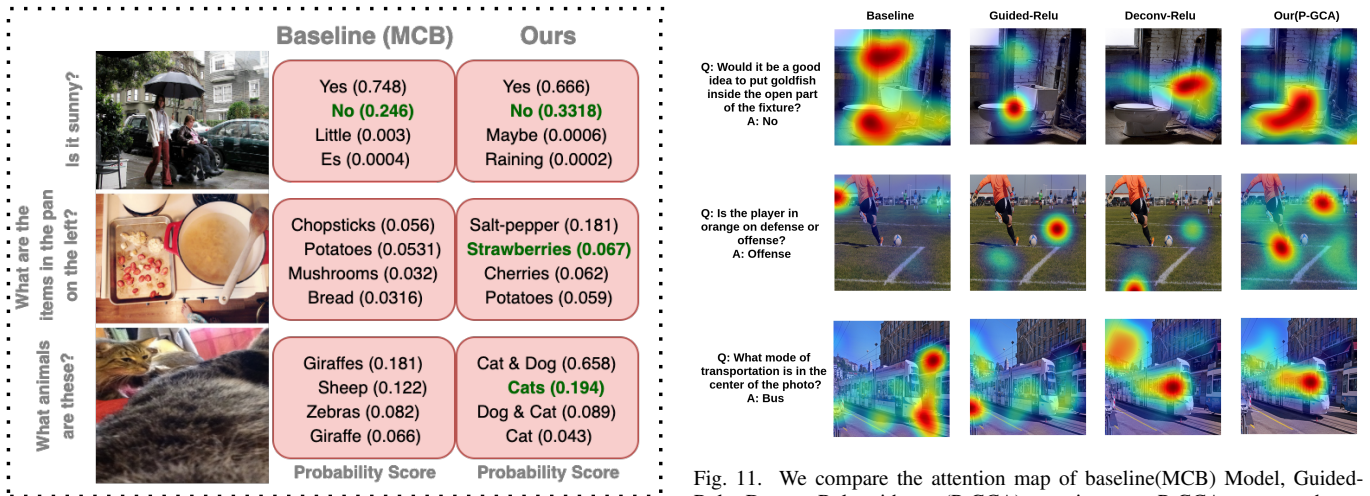 Baseline (MCB)
Ours
Is it sunny?
Yes (0.748)
No (0.246)
Little (0.003)
Es (0.0004)
Yes (0.666)
No (0.3318)
Maybe (0.0006)
Raining (0.0002)
What are the
items in the pan
on the left?
Chopsticks (0.056)
Potatoes (0.0531)
Mushrooms (0.032)
Bread (0.0316)
Salt-pepper (0.181)
Strawberries (0.067)
Cherries (0.062)
Potatoes (0.059)
What animals
are these?
Giraffes (0.181)
Sheep (0.122)
Zebras (0.082)
Giraffe (0.066)
Cat & Dog (0.658)
Cats (0.194)
Dog & Cat (0.089)
Cat (0.043)
Probability Score
Probability Score
Baseline
Guided-Relu
Deconv-Relu
Our(P-GCA)
Q: Would it be a good
idea to put goldfish
inside the open part
of the fixture?
A: No
Q: Is the player in
orange on defense or
offense?
A: Offense
Q: What mode of
transportation is in the
center of the photo?
A: Bus
Fig. 11. We compare the attention map of baseline(MCB) Model, Guided-